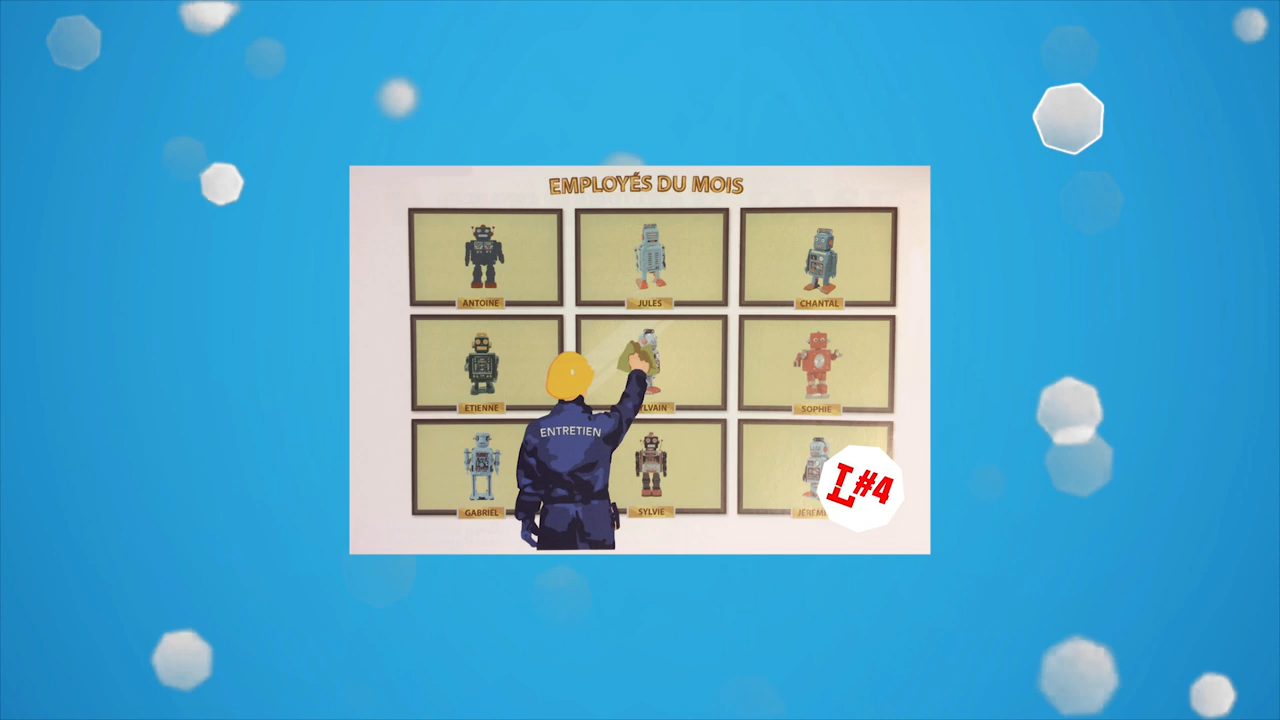 EMPLOYÉS DU MOIS
ANTOINE
JULES
CHANTAL
ETIENNE
SOPHIE
ENTRETIEN
GABRIEL
SYLVIE
#4